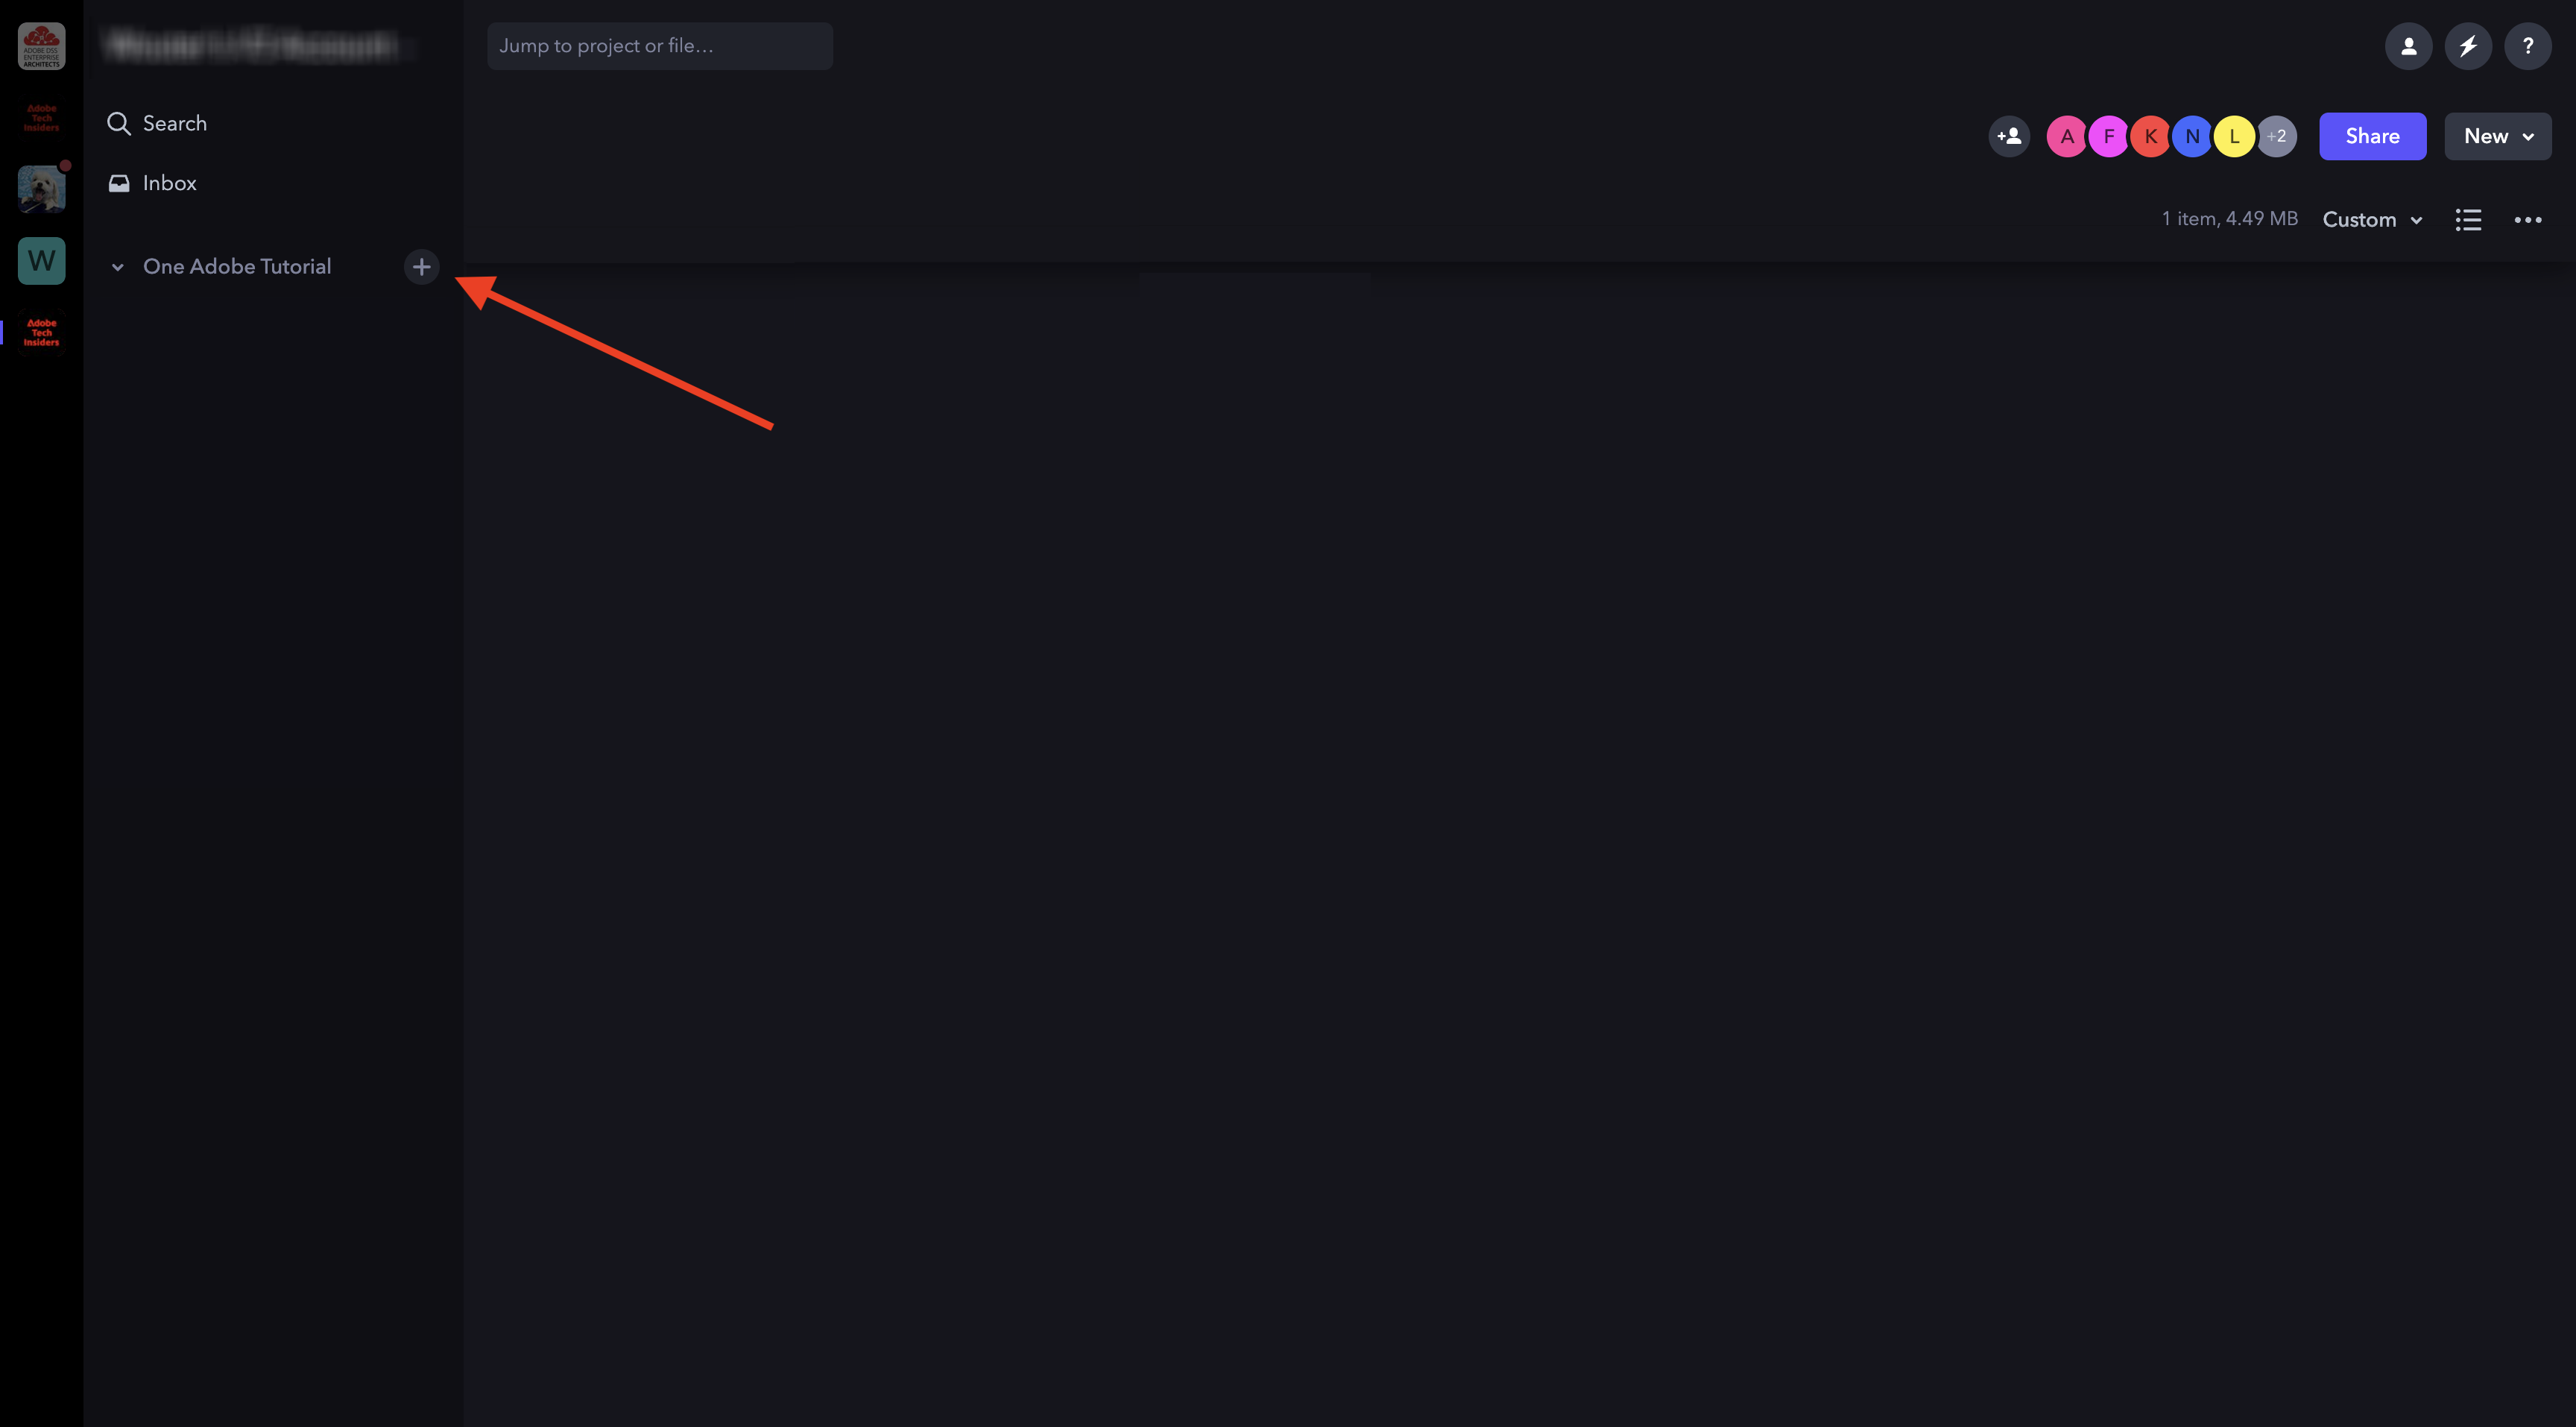 ADOBE DSS
ENTERPRISE
ARCHITECTS
Adobe
Tech
Insiders
W
Adobe
Tech
Insiders
Search
Inbox
One Adobe Tutorial
Jump to project or file...
?
A F K N L +2
Share
New
1 item, 4.49 MB
Custom